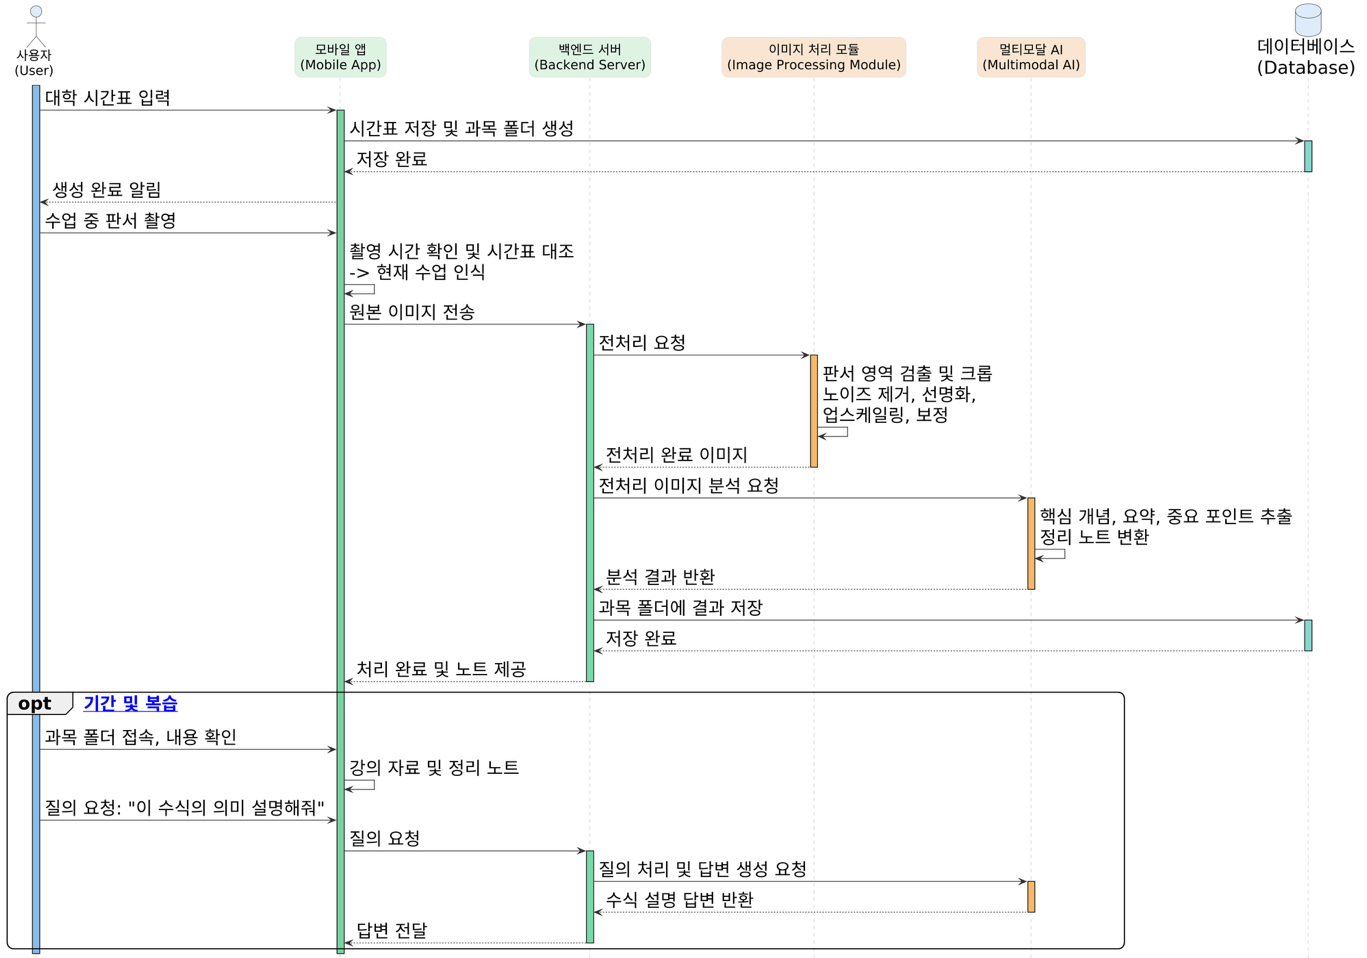 사용자
(User)
모바일 앱
(Mobile App)
백엔드 서버
(Backend Server)
이미지 처리 모듈
(Image Processing Module)
멀티모달 AI
(Multimodal AI)
데이터베이스
(Database)
대학 시간표 입력
시간표 저장 및 과목 폴더 생성
저장 완료
생성 완료 알림
수업 중 판서 촬영
촬영 시간 확인 및 시간표 대조
-> 현재 수업 인식
원본 이미지 전송
전처리 요청
판서 영역 검출 및 크롭
노이즈 제거, 선명화,
업스케일링, 보정
전처리 완료 이미지
전처리 이미지 분석 요청
핵심 개념, 요약, 중요 포인트 추출
정리 노트 변환
분석 결과 반환
과목 폴더에 결과 저장
저장 완료
처리 완료 및 노트 제공
opt 기간 및 복습
과목 폴더 접속, 내용 확인
강의 자료 및 정리 노트
질의 요청: "이 수식의 의미 설명해줘"
질의 요청
질의 처리 및 답변 생성 요청
수식 설명 답변 반환
답변 전달